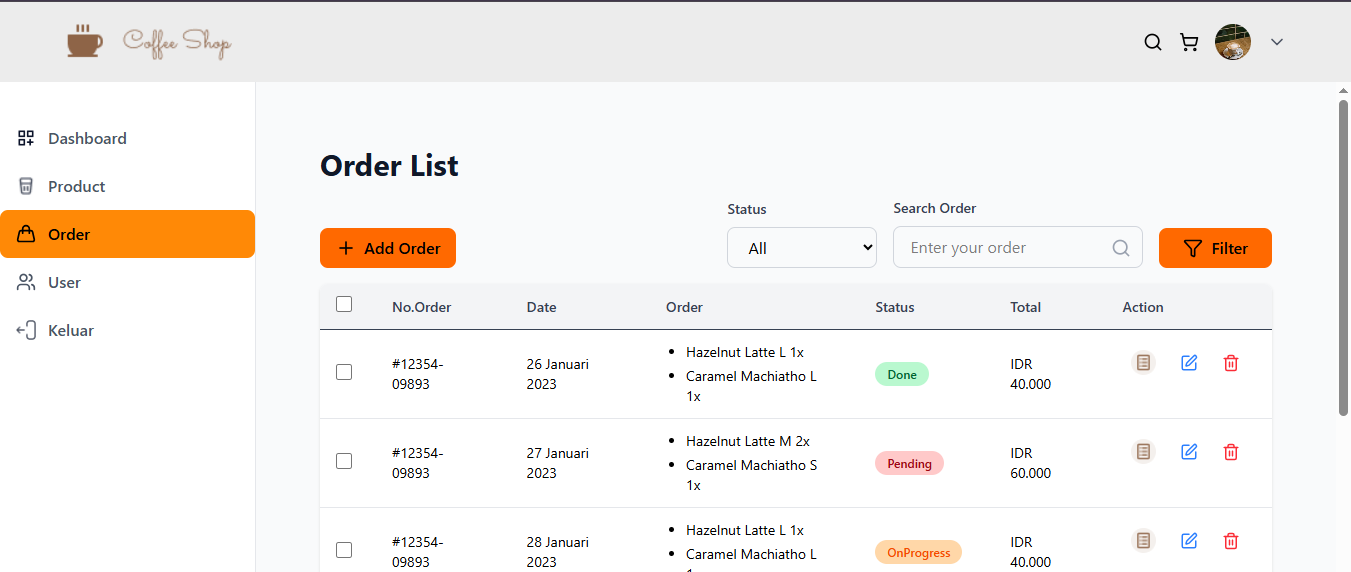 Coffee Shop
Dashboard
Product
Order
User
Keluar
Order List
Add Order
Status
All
Search Order
Enter your order
Filter
No.Order
Date
Order
Status
Total
Action
#12354-
09893
26 Januari
2023
Hazelnut Latte L 1x
Caramel Machiatho L
1x
Done
IDR
40.000
#12354-
09893
27 Januari
2023
Hazelnut Latte M 2x
Caramel Machiatho S
1x
Pending
IDR
60.000
#12354-
09893
28 Januari
2023
Hazelnut Latte L 1x
Caramel Machiatho L
OnProgress
IDR
40.000